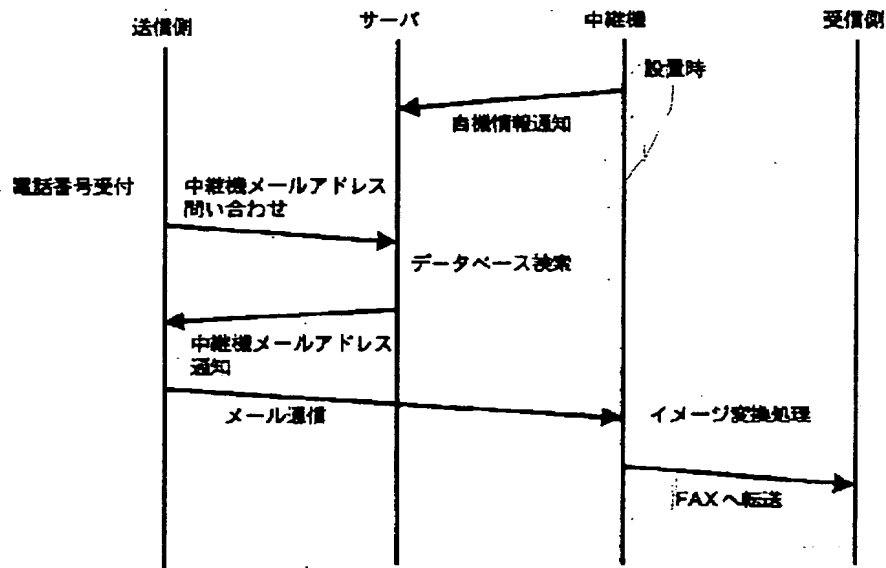 送信側
サーバ
中継機
受信側
設置時
自機情報通知
電話番号受付
中継機メールアドレス
問い合わせ
データベース検索
中継機メールアドレス
通知
メール通信
イメージ変換処理
FAXへ転送